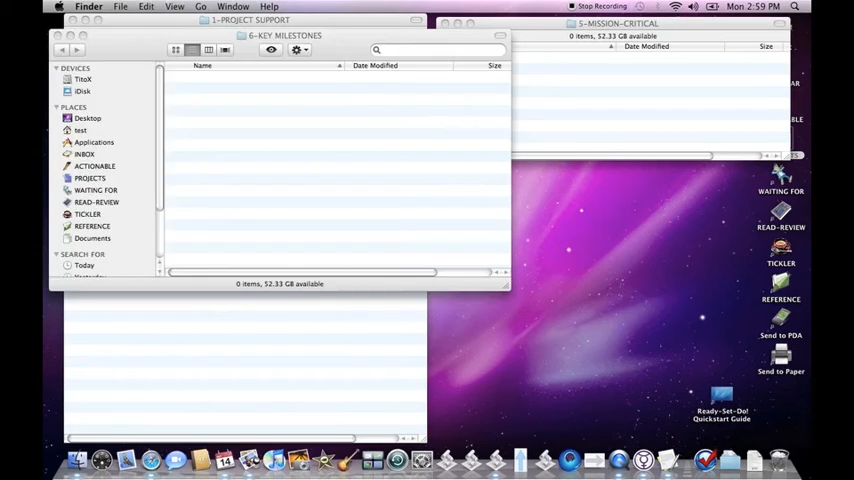 Finder File Edit View Go Window Help Stop Recording Mon 2:59 PM
1-PROJECT SUPPORT
5-MISSION-CRITICAL
0 items, 52.33 GB available
Date Modified Size
6-KEY MILESTONES
Name Date Modified Size
DEVICES
TitoX
iDisk
PLACES
Desktop
test
Applications
INBOX
ACTIONABLE
PROJECTS
WAITING FOR
READ-REVIEW
TICKLER
REFERENCE
Documents
SEARCH FOR
Today
0 items, 52.33 GB available
AR
BLE
TS
WAITING FOR
READ-REVIEW
TICKLER
REFERENCE
Send to PDA
Send to Paper
Ready-Set-Do!
Quickstart Guide
14